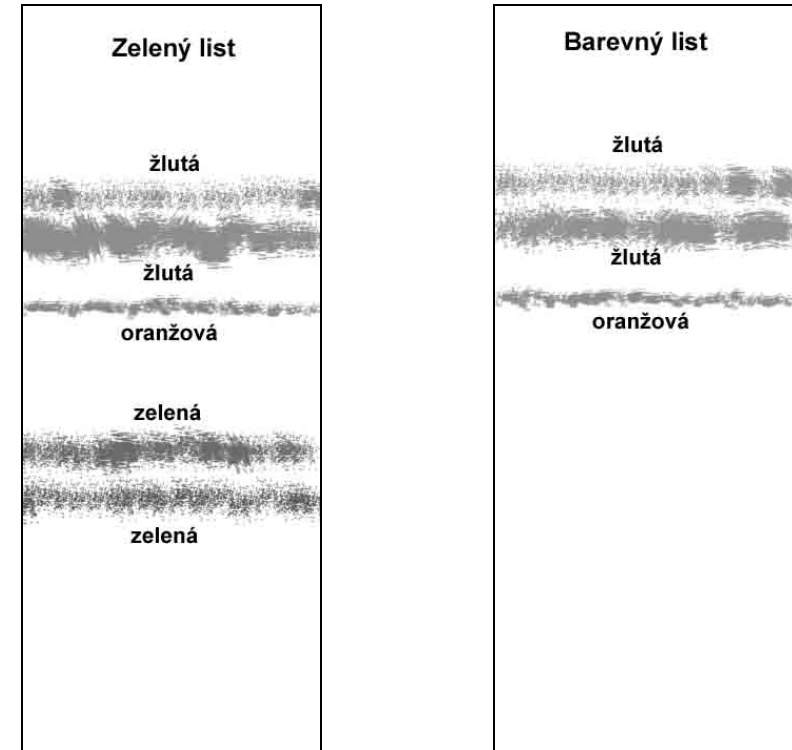 Zelený list
žlutá
žlutá
oranžová
zelená
zelená
Barevný list
žlutá
žlutá
oranžová